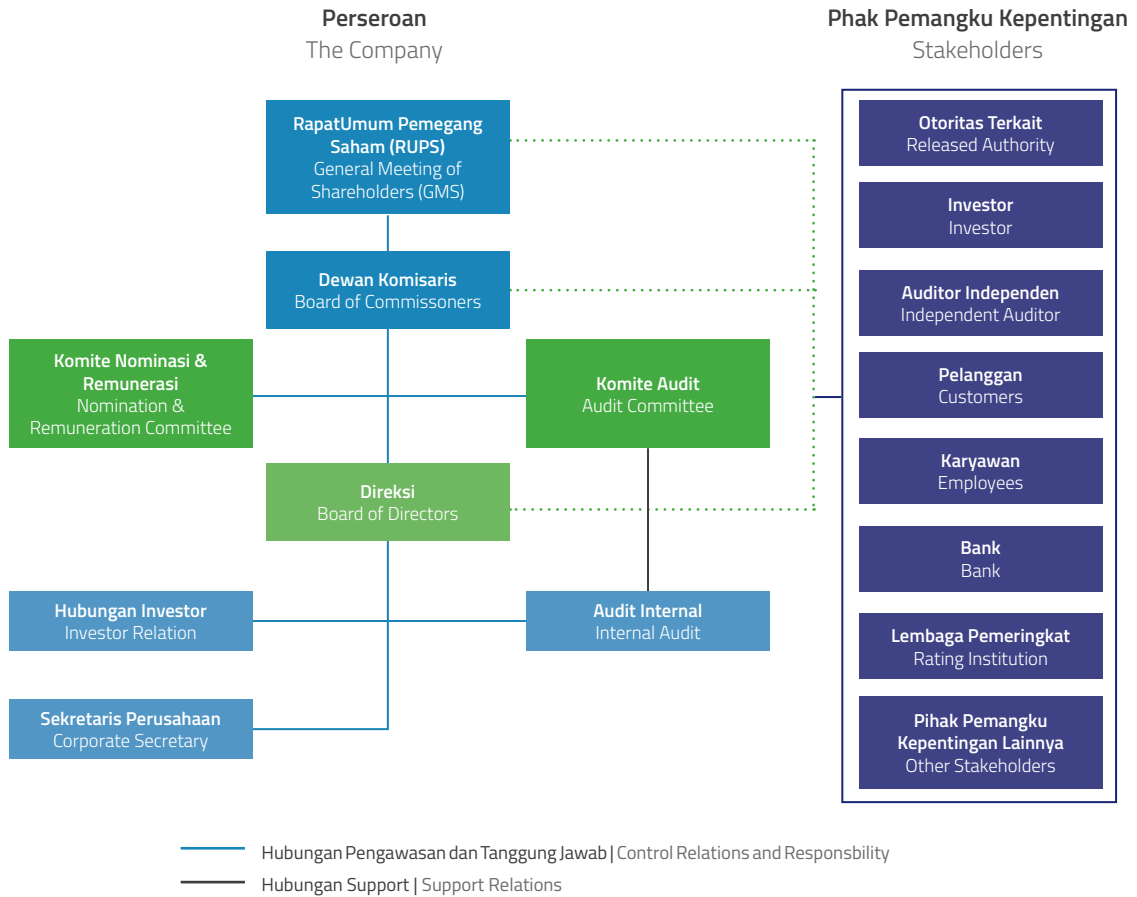 Perseroan
The Company
Phak Pemangku Kepentingan
Stakeholders
RapatUmum Pemegang
Saham (RUPS)
General Meeting of
Shareholders (GMS)
Dewan Komisaris
Board of Commissoners
Komite Nominasi &
Remunerasi
Nomination &
Remuneration Committee
Komite Audit
Audit Committee
Direksi
Board of Directors
Hubungan Investor
Investor Relation
Audit Internal
Internal Audit
Sekretaris Perusahaan
Corporate Secretary
Otoritas Terkait
Released Authority
Investor
Investor
Auditor Independen
Independent Auditor
Pelanggan
Customers
Karyawan
Employees
Bank
Bank
Lembaga Pemeringkat
Rating Institution
Pihak Pemangku
Kepentingan Lainnya
Other Stakeholders
Hubungan Pengawasan dan Tanggung Jawab | Control Relations and Responsbility
Hubungan Support | Support Relations